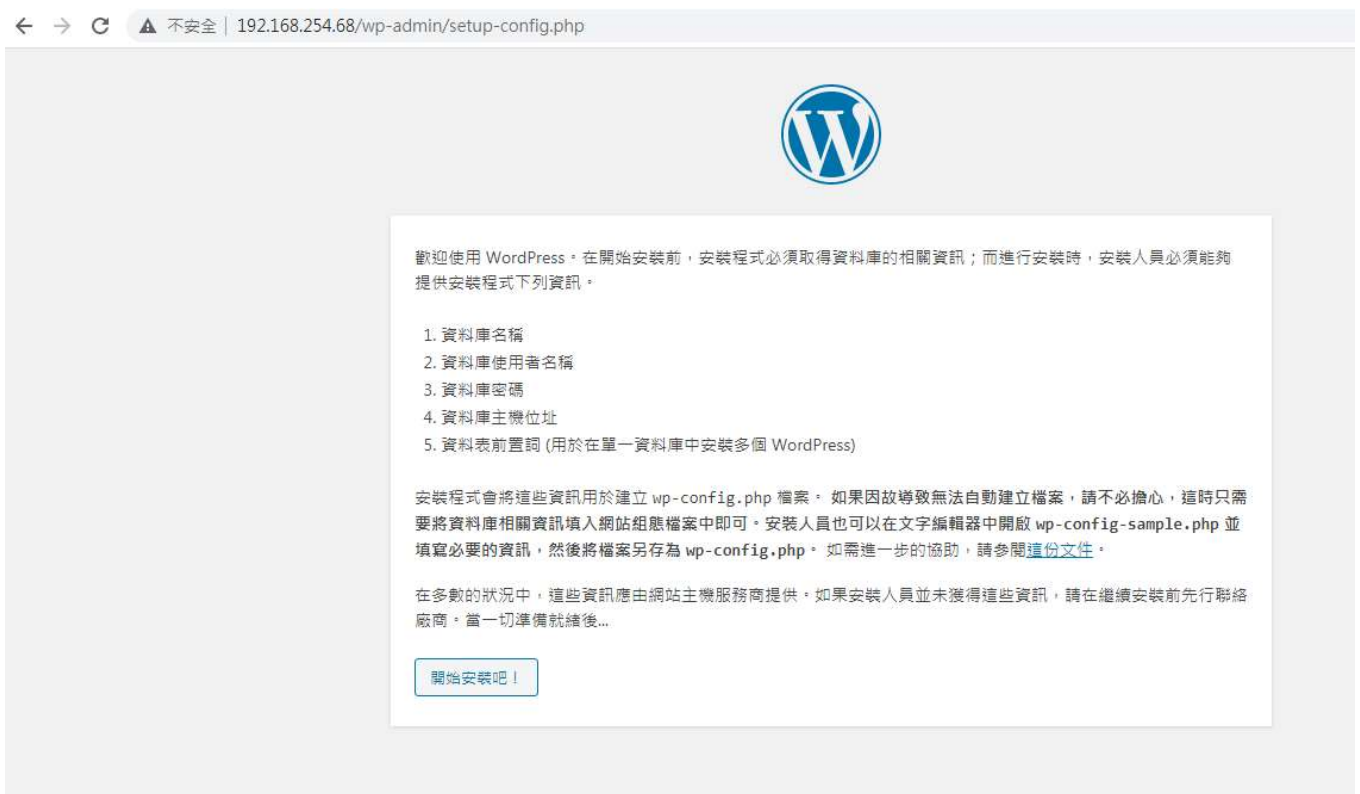 不安全 | 192.168.254.68/wp-admin/setup-config.php
歡迎使用 WordPress。在開始安裝前，安裝程式必須取得資料庫的相關資訊；而進行安裝時，安裝人員必須能夠
提供安裝程式下列資訊。
1. 資料庫名稱
2. 資料庫使用者名稱
3. 資料庫密碼
4. 資料庫主機位址
5. 資料表前置詞 (用於在單一資料庫中安裝多個 WordPress)
安裝程式會將這些資訊用於建立 wp-config.php 檔案。 如果因故導致無法自動建立檔案，請不必擔心，這時只需
要將資料庫相關資訊填入網站組態檔案中即可。安裝人員也可以在文字編輯器中開啟 wp-config-sample.php 並
填寫必要的資訊，然後將檔案另存為 wp-config.php。 如需進一步的協助，請參閱這份文件。
在多數的狀況中，這些資訊應由網站主機服務商提供。如果安裝人員並未獲得這些資訊，請在繼續安裝前先行聯絡
廠商。當一切準備就緒後...
開始安裝吧！